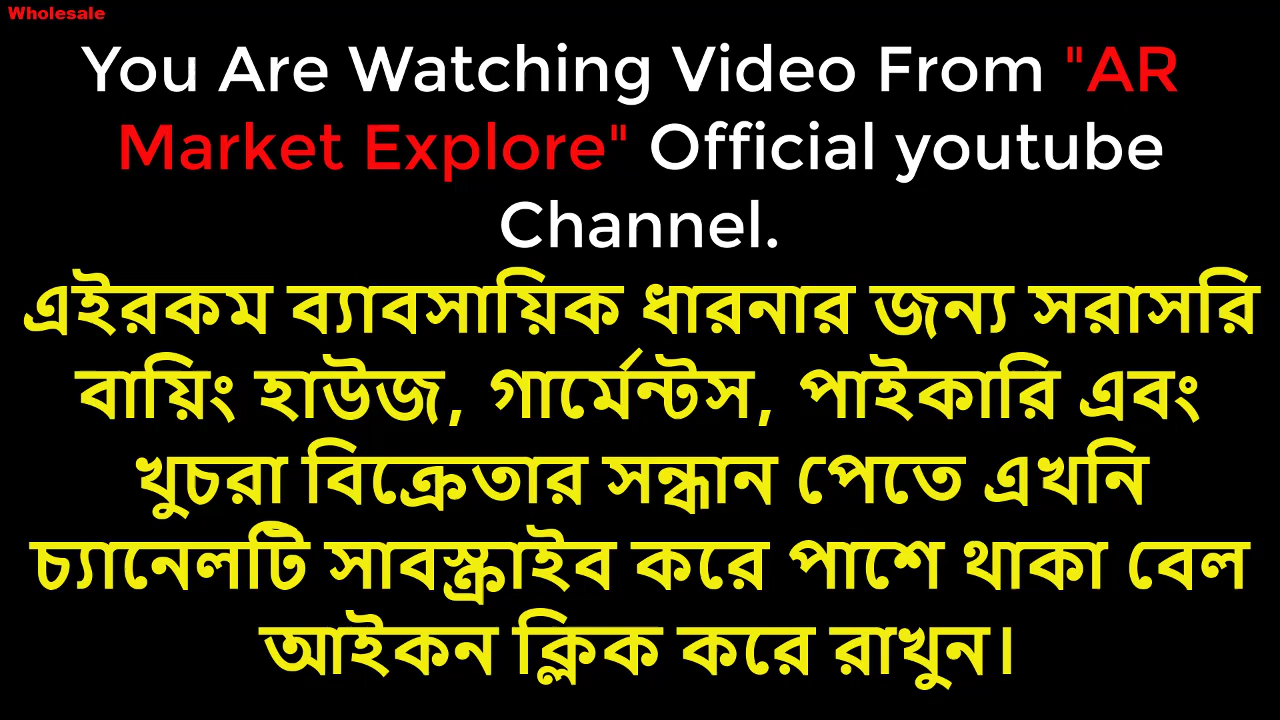 Wholesale
You Are Watching Video From "AR
Market Explore" Official youtube
Channel.
এইরকম ব্যাবসায়িক ধারনার জন্য সরাসরি
বায়িং হাউজ, গার্মেন্টস, পাইকারি এবং
খুচরা বিক্রেতার সন্ধান পেতে এখনি
চ্যানেলটি সাবস্ক্রাইব করে পাশে থাকা বেল
আইকন ক্লিক করে রাখুন।